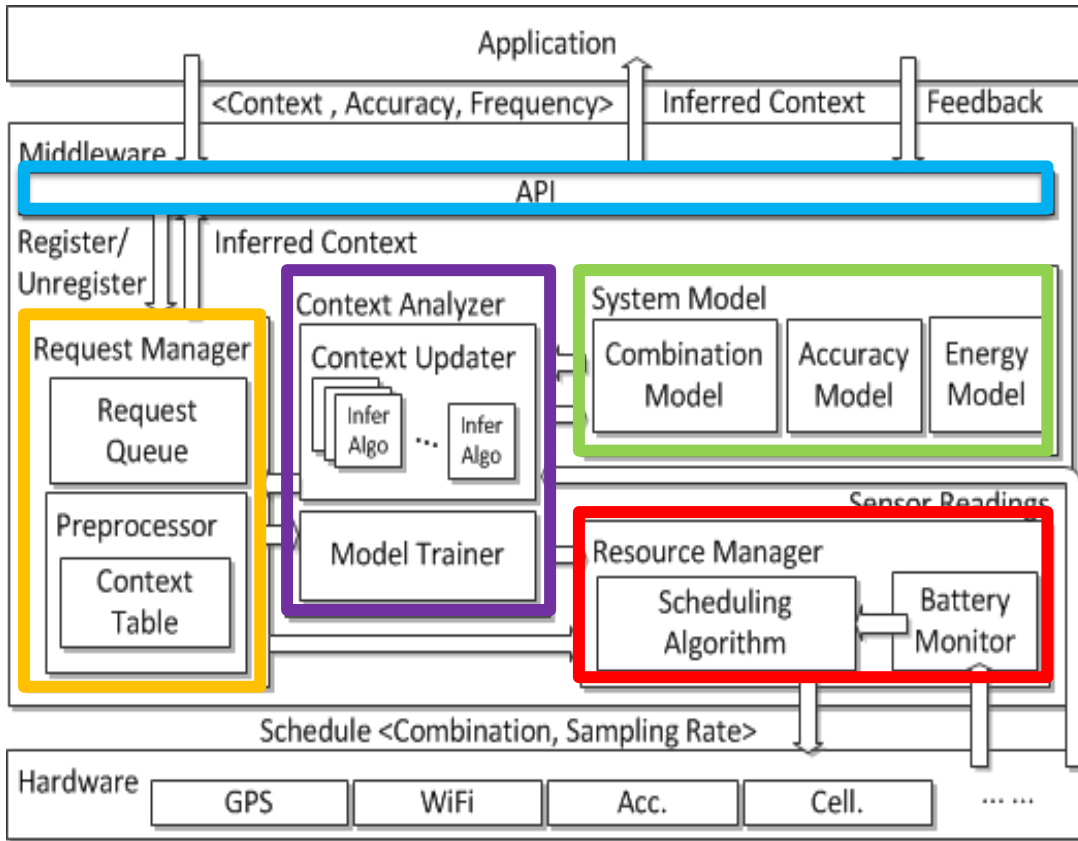 Application
<Context , Accuracy, Frequency>
Inferred Context
Feedback
Middleware
API
Register/
Unregister
Inferred Context
Request Manager
Request
Queue
Preprocessor
Context
Table
Context Analyzer
Context Updater
Infer
Algo
...
Infer
Algo
Model Trainer
System Model
Combination
Model
Accuracy
Model
Energy
Model
Sensor Readings
Resource Manager
Scheduling
Algorithm
Battery
Monitor
Schedule <Combination, Sampling Rate>
Hardware
GPS
WiFi
Acc.
Cell.
... ...